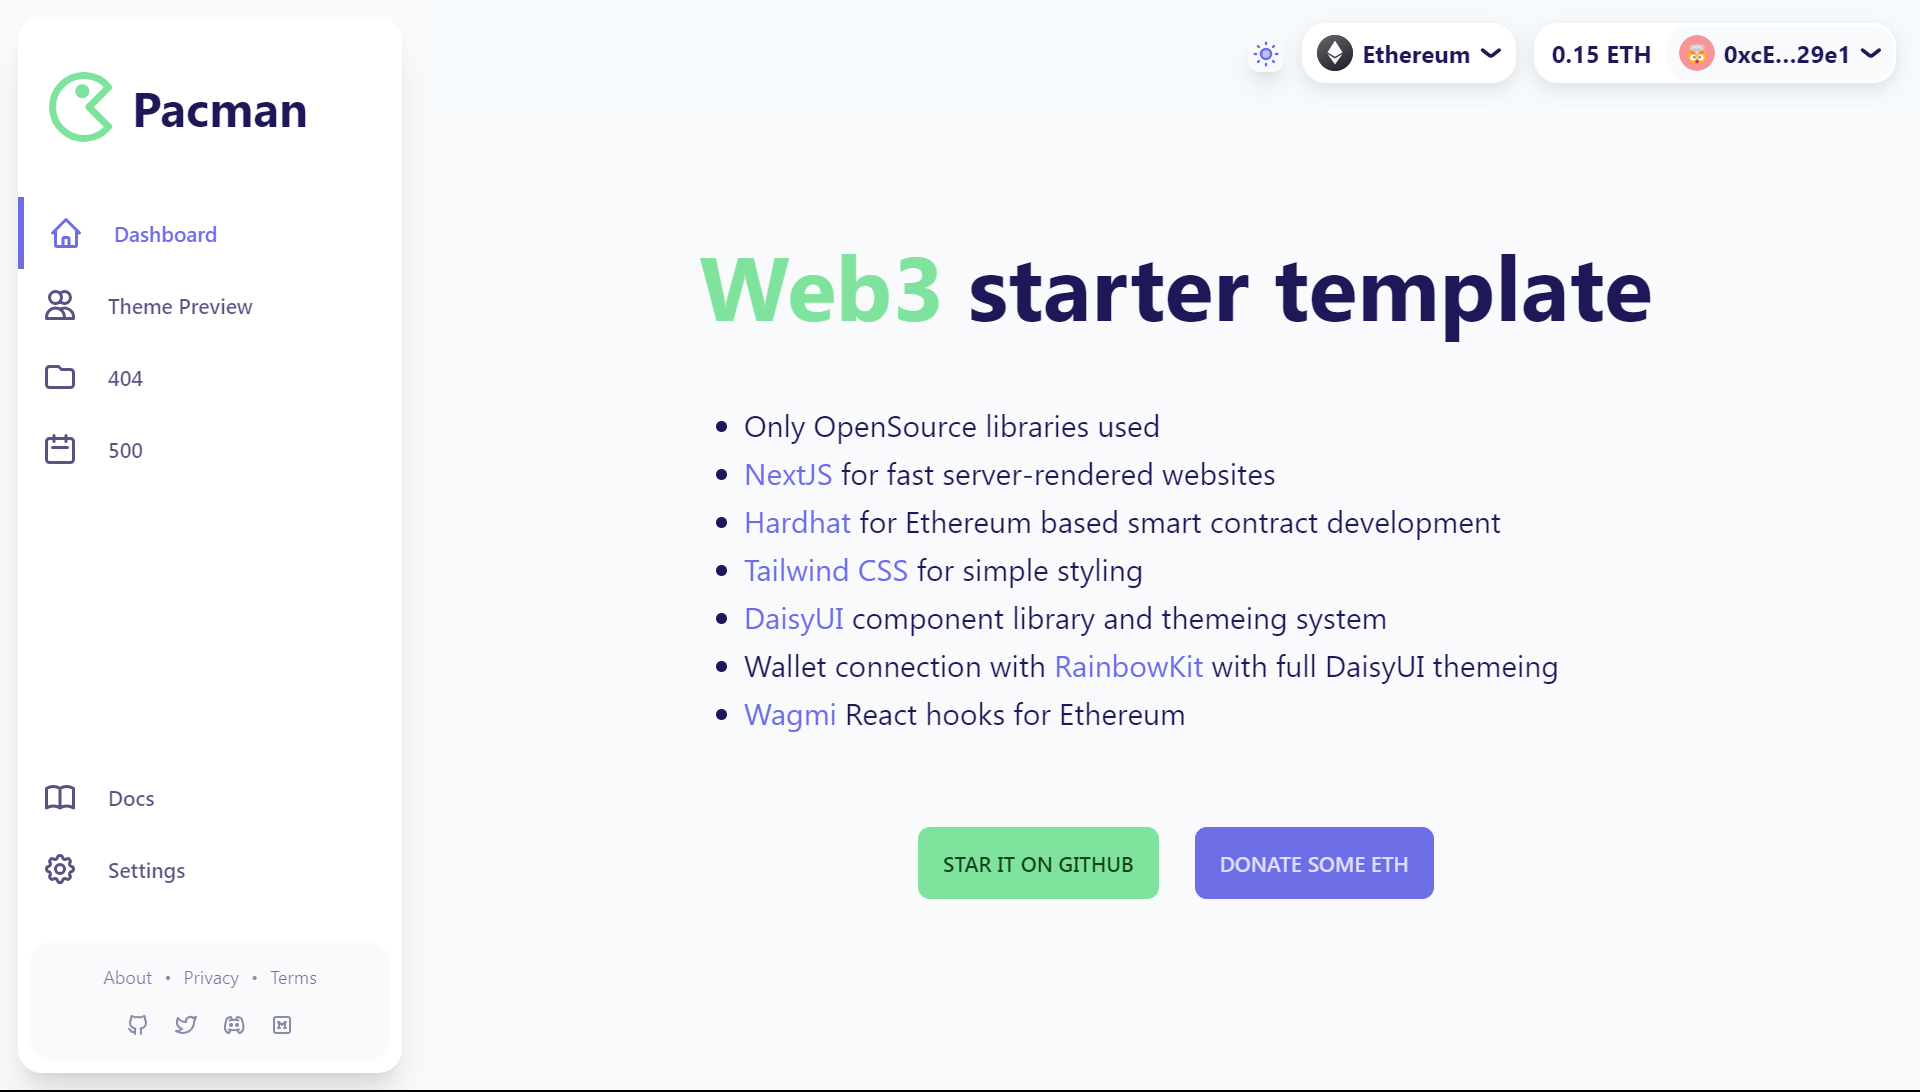 Pacman
Dashboard
Theme Preview
404
500
Docs
Settings
About • Privacy • Terms
Ethereum
0.15 ETH
0xcE...29e1
Web3 starter template
• Only OpenSource libraries used
• NextJS for fast server-rendered websites
• Hardhat for Ethereum based smart contract development
• Tailwind CSS for simple styling
• DaisyUI component library and themeing system
• Wallet connection with RainbowKit with full DaisyUI themeing
• Wagmi React hooks for Ethereum
STAR IT ON GITHUB
DONATE SOME ETH